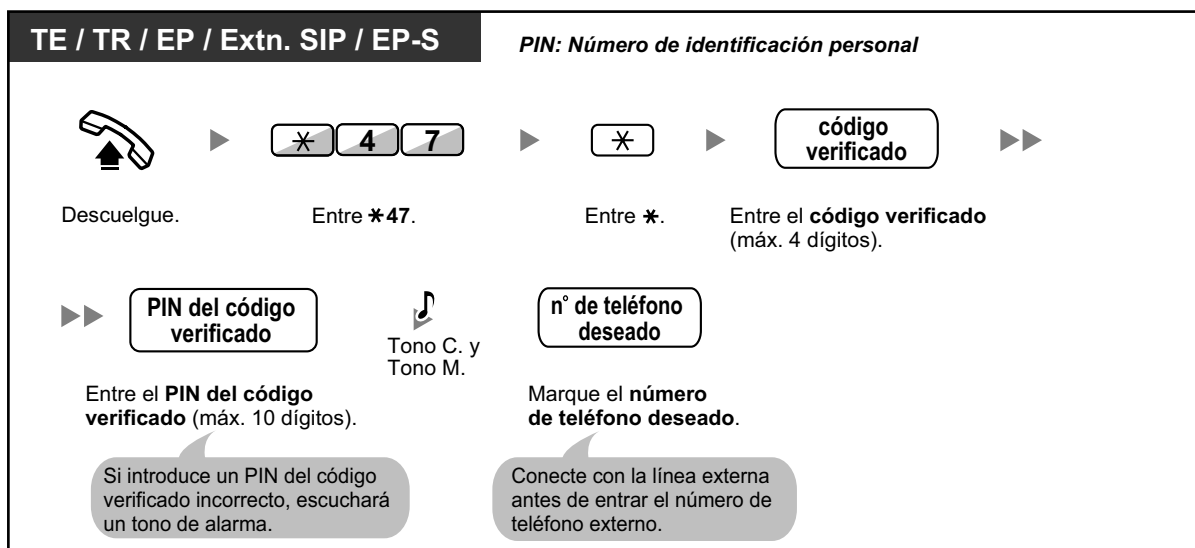 TE / TR / EP / Extn. SIP / EP-S
PIN: Número de identificación personal
* 4 7
*
código
verificado
Descuelgue.
Entre *47.
Entre *.
Entre el código verificado
(máx. 4 dígitos).
PIN del código
verificado
Tono C. y
Tono M.
n° de teléfono
deseado
Entre el PIN del código
verificado (máx. 10 dígitos).
Marque el número
de teléfono deseado.
Si introduce un PIN del código
verificado incorrecto, escuchará
un tono de alarma.
Conecte con la línea externa
antes de entrar el número de
teléfono externo.